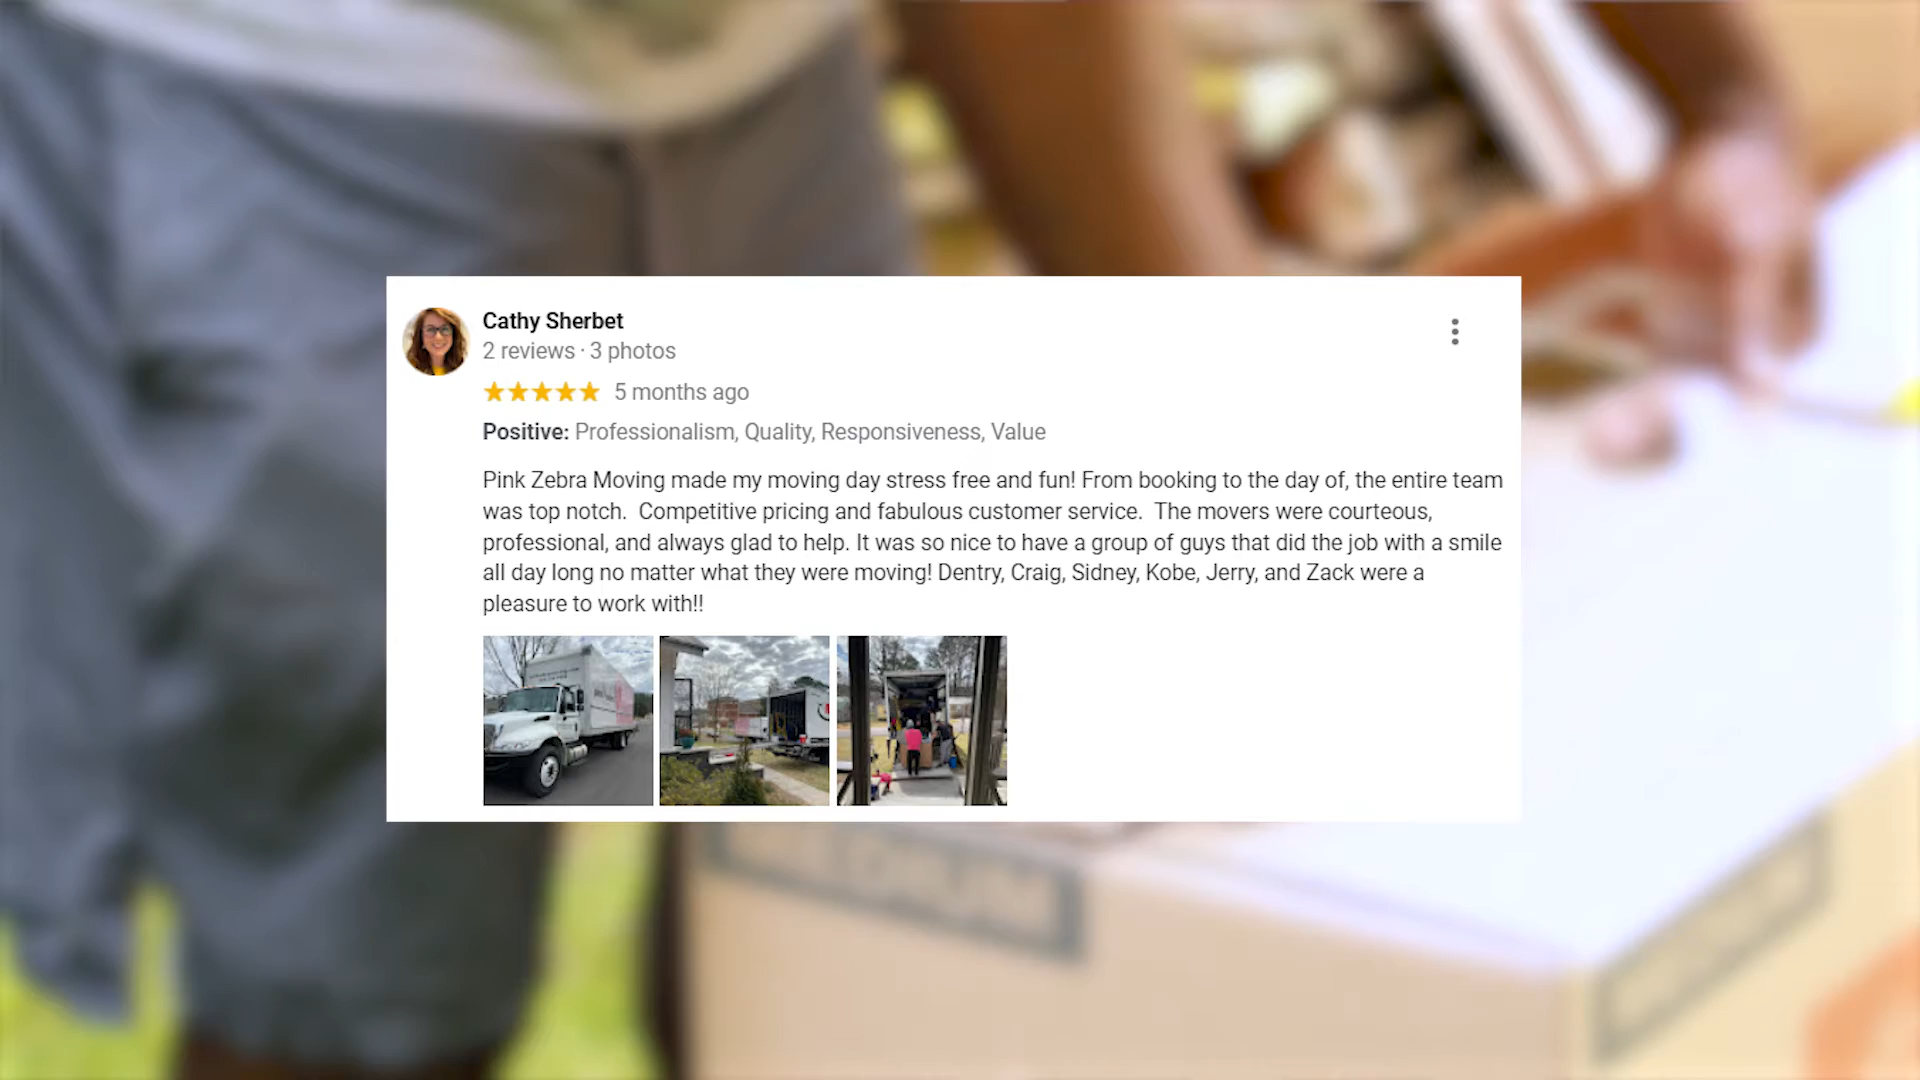 Cathy Sherbet
2 reviews · 3 photos
5 months ago
Positive: Professionalism, Quality, Responsiveness, Value
Pink Zebra Moving made my moving day stress free and fun! From booking to the day of, the entire team
was top notch.  Competitive pricing and fabulous customer service.  The movers were courteous,
professional, and always glad to help. It was so nice to have a group of guys that did the job with a smile
all day long no matter what they were moving! Dentry, Craig, Sidney, Kobe, Jerry, and Zack were a
pleasure to work with!!